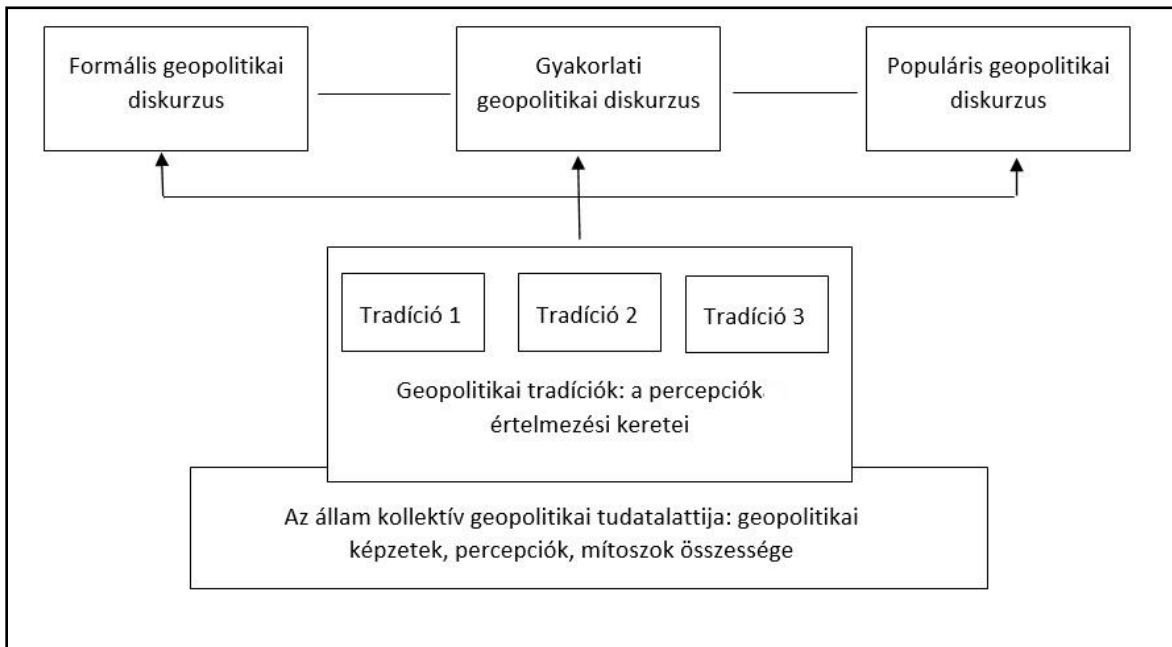 Formális geopolitikai
diskurzus
Gyakorlati
geopolitikai diskurzus
Populáris geopolitikai
diskurzus
Tradíció 1
Tradíció 2
Tradíció 3
Geopolitikai tradíciók: a percepciók
értelmezési keretei
Az állam kollektív geopolitikai tudatalattija: geopolitikai
képzetek, percepciók, mítoszok összessége